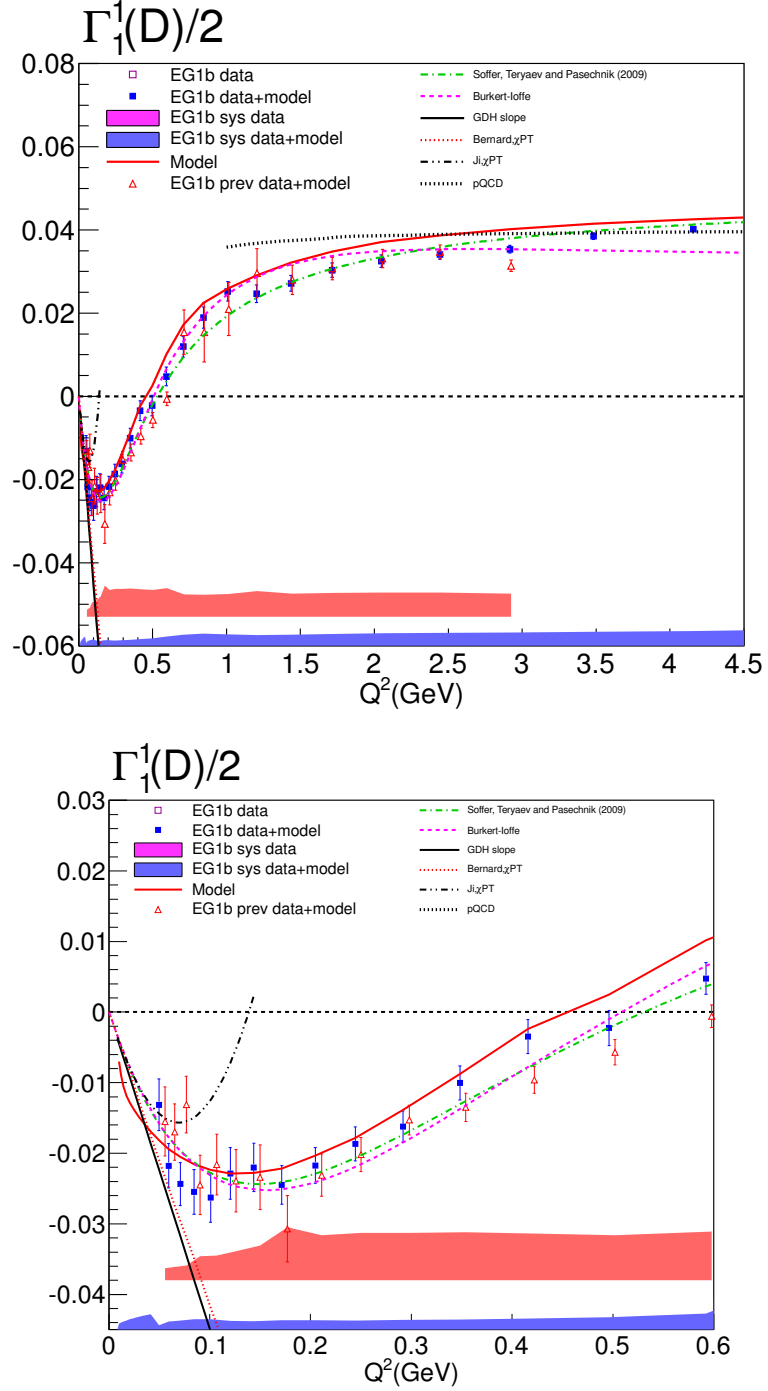 Γ₁¹(D)/2
0.08
0.06
0.04
0.02
0
-0.02
-0.04
-0.06
EG1b data
EG1b data+model
EG1b sys data
EG1b sys data+model
Model
EG1b prev data+model
Soffer, Teryaev and Pasechnik (2009)
Burkert-Ioffe
GDH slope
Bernard,χPT
Ji,χPT
pQCD
0 0.5 1 1.5 2 2.5 3 3.5 4 4.5
Q²(GeV)
Γ₁¹(D)/2
0.03
0.02
0.01
0
-0.01
-0.02
-0.03
-0.04
EG1b data
EG1b data+model
EG1b sys data
EG1b sys data+model
Model
EG1b prev data+model
Soffer, Teryaev and Pasechnik (2009)
Burkert-Ioffe
GDH slope
Bernard,χPT
Ji,χPT
pQCD
0 0.1 0.2 0.3 0.4 0.5 0.6
Q²(GeV)